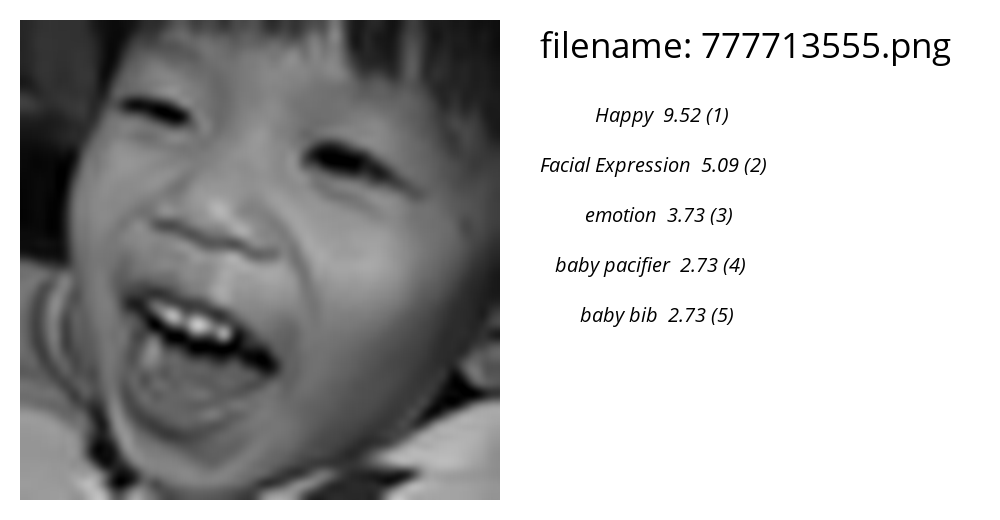 filename: 777713555.png
Happy 9.52 (1)
Facial Expression 5.09 (2)
emotion 3.73 (3)
baby pacifier 2.73 (4)
baby bib 2.73 (5)